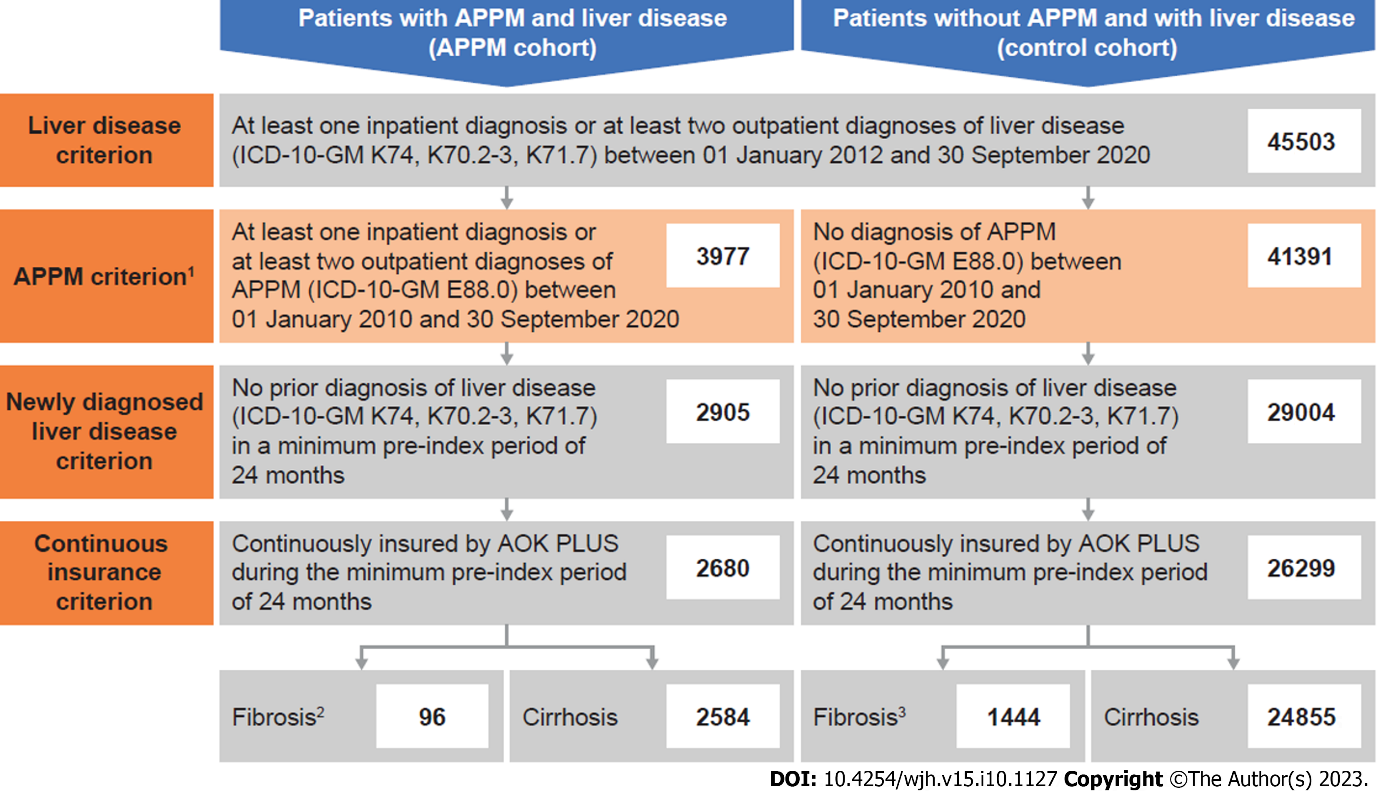 Patients with APPM and liver disease
(APPM cohort)
Patients without APPM and with liver disease
(control cohort)
Liver disease
criterion
At least one inpatient diagnosis or at least two outpatient diagnoses of liver disease
(ICD-10-GM K74, K70.2-3, K71.7) between 01 January 2012 and 30 September 2020
45503
APPM criterion¹
At least one inpatient diagnosis or
at least two outpatient diagnoses of
APPM (ICD-10-GM E88.0) between
01 January 2010 and 30 September 2020
3977
No diagnosis of APPM
(ICD-10-GM E88.0) between
01 January 2010 and
30 September 2020
41391
Newly diagnosed
liver disease
criterion
No prior diagnosis of liver disease
(ICD-10-GM K74, K70.2-3, K71.7)
in a minimum pre-index period of
24 months
2905
No prior diagnosis of liver disease
(ICD-10-GM K74, K70.2-3, K71.7)
in a minimum pre-index period of
24 months
29004
Continuous
insurance
criterion
Continuously insured by AOK PLUS
during the minimum pre-index period
of 24 months
2680
Continuously insured by AOK PLUS
during the minimum pre-index period
of 24 months
26299
Fibrosis²
96
Cirrhosis
2584
Fibrosis³
1444
Cirrhosis
24855
DOI: 10.4254/wjh.v15.i10.1127 Copyright ©The Author(s) 2023.